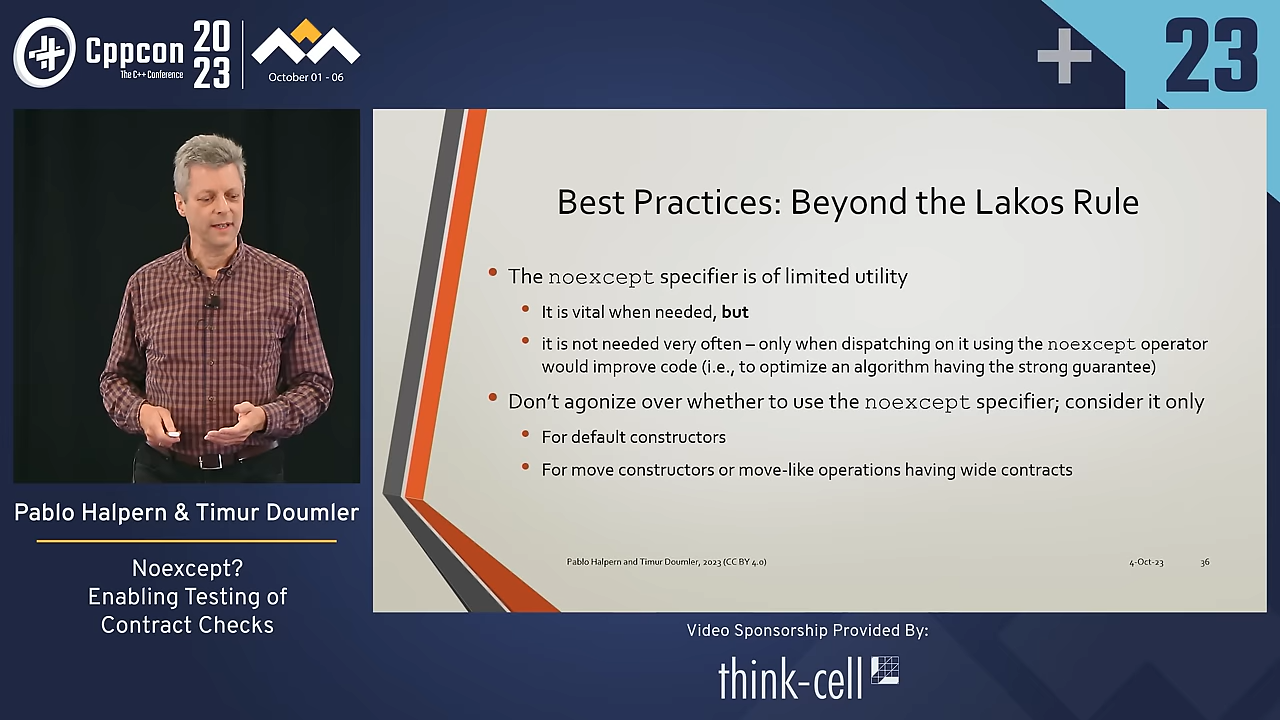 Cppcon
The C++ Conference
20
23
October 01 - 06
23
Best Practices: Beyond the Lakos Rule
• The noexcept specifier is of limited utility
• It is vital when needed, but
• it is not needed very often – only when dispatching on it using the noexcept operator
would improve code (i.e., to optimize an algorithm having the strong guarantee)
• Don't agonize over whether to use the noexcept specifier; consider it only
• For default constructors
• For move constructors or move-like operations having wide contracts
Pablo Halpern and Timur Doumler, 2023 (CC BY 4.0)
4-Oct-23
36
Pablo Halpern & Timur Doumler
Noexcept?
Enabling Testing of
Contract Checks
Video Sponsorship Provided By:
think-cell